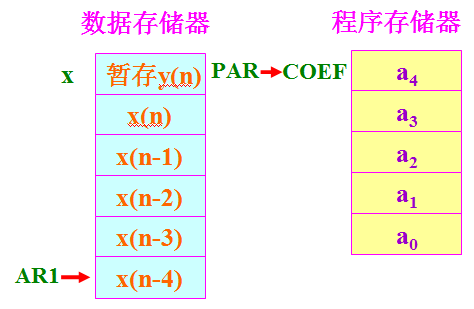 数据存储器 程序存储器
x 暂存y(n) PAR COEF a4
x(n) a3
x(n-1) a2
x(n-2) a1
x(n-3) a0
AR1 x(n-4)